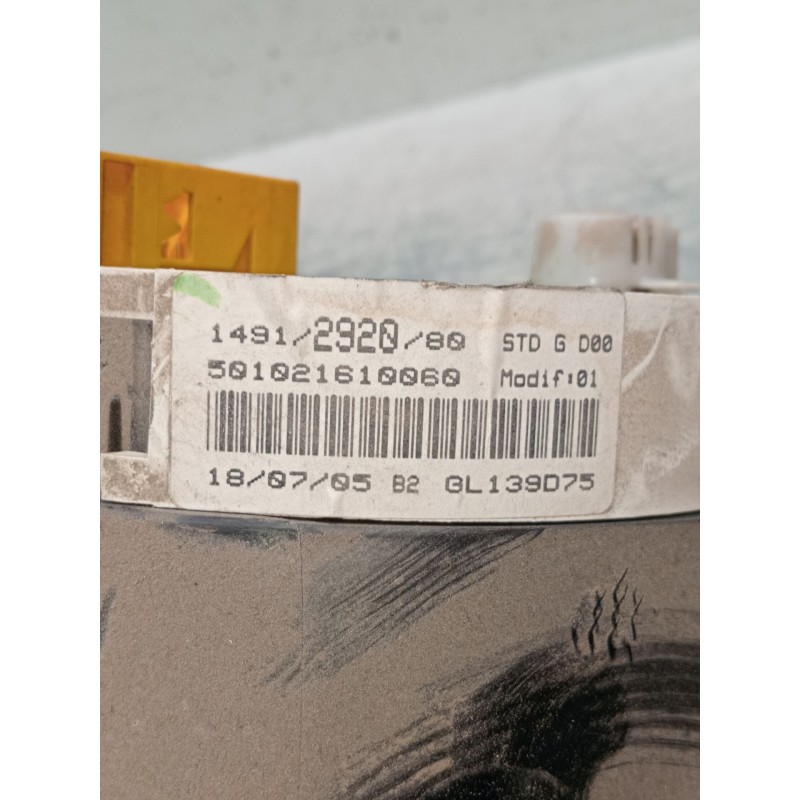 1491/2920/80 STD G D00
501021610060 Modif:01
18/07/05 B2 GL139D75